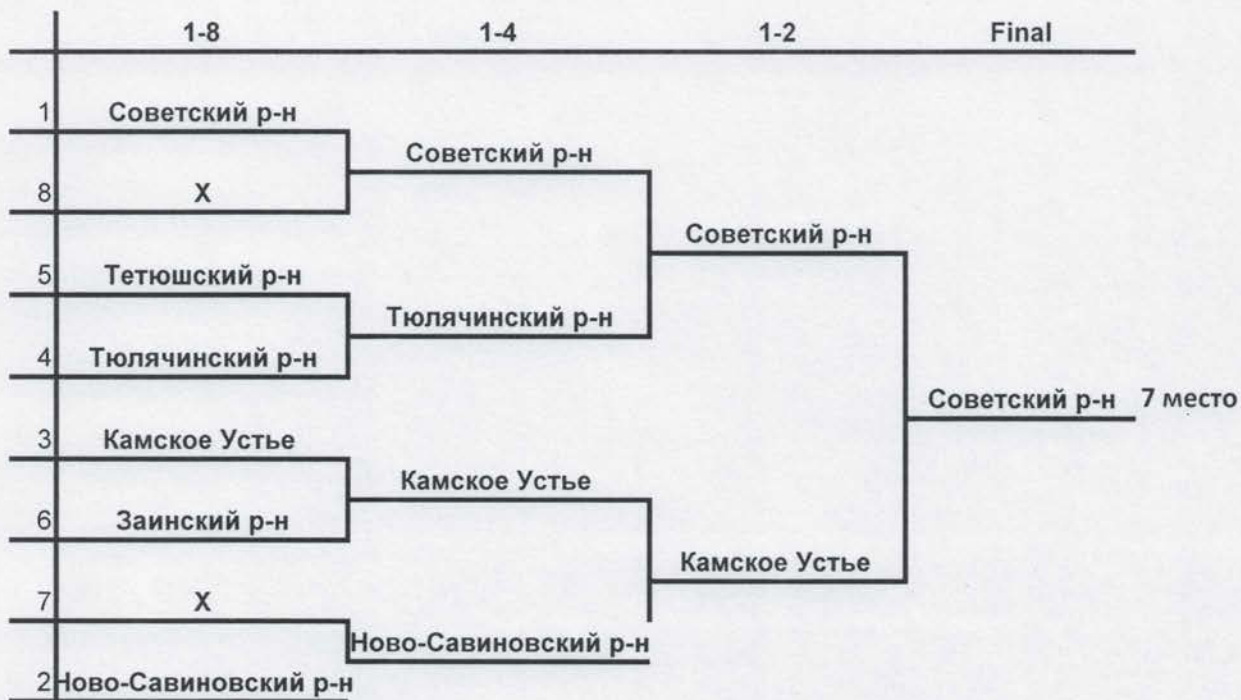 1-8 1-4 1-2 Final
1 Советский р-н
Советский р-н
8 X
Советский р-н
5 Тетюшский р-н
Тюлячинский р-н
4 Тюлячинский р-н
Советский р-н 7 место
3 Камское Устье
Камское Устье
6 Заинский р-н
Камское Устье
7 X
Ново-Савиновский р-н
2 Ново-Савиновский р-н